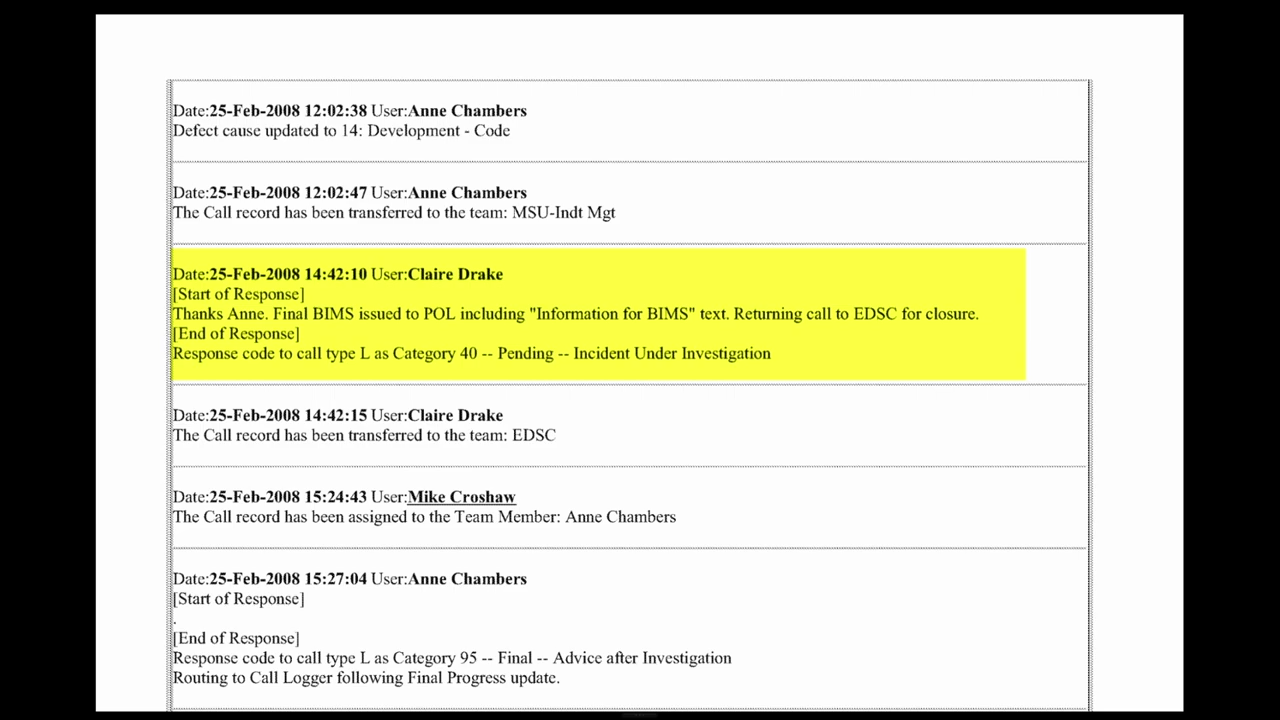 Date:25-Feb-2008 12:02:38 User:Anne Chambers
Defect cause updated to 14: Development - Code
Date:25-Feb-2008 12:02:47 User:Anne Chambers
The Call record has been transferred to the team: MSU-Indt Mgt
Date:25-Feb-2008 14:42:10 User:Claire Drake
[Start of Response]
Thanks Anne. Final BIMS issued to POL including "Information for BIMS" text. Returning call to EDSC for closure.
[End of Response]
Response code to call type L as Category 40 -- Pending -- Incident Under Investigation
Date:25-Feb-2008 14:42:15 User:Claire Drake
The Call record has been transferred to the team: EDSC
Date:25-Feb-2008 15:24:43 User:Mike Croshaw
The Call record has been assigned to the Team Member: Anne Chambers
Date:25-Feb-2008 15:27:04 User:Anne Chambers
[Start of Response]
.
[End of Response]
Response code to call type L as Category 95 -- Final -- Advice after Investigation
Routing to Call Logger following Final Progress update.